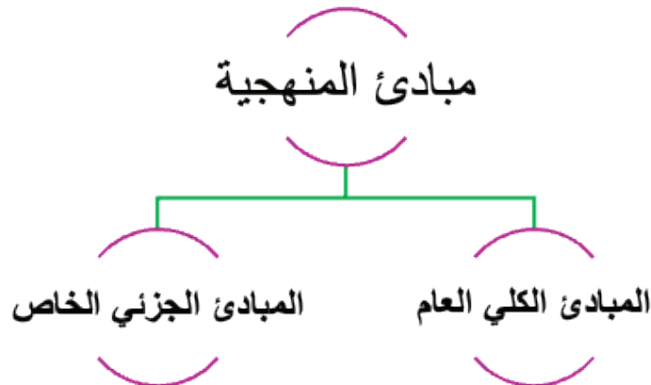 مبادئ المنهجية
المبادئ الكلي العام
المبادئ الجزئي الخاص